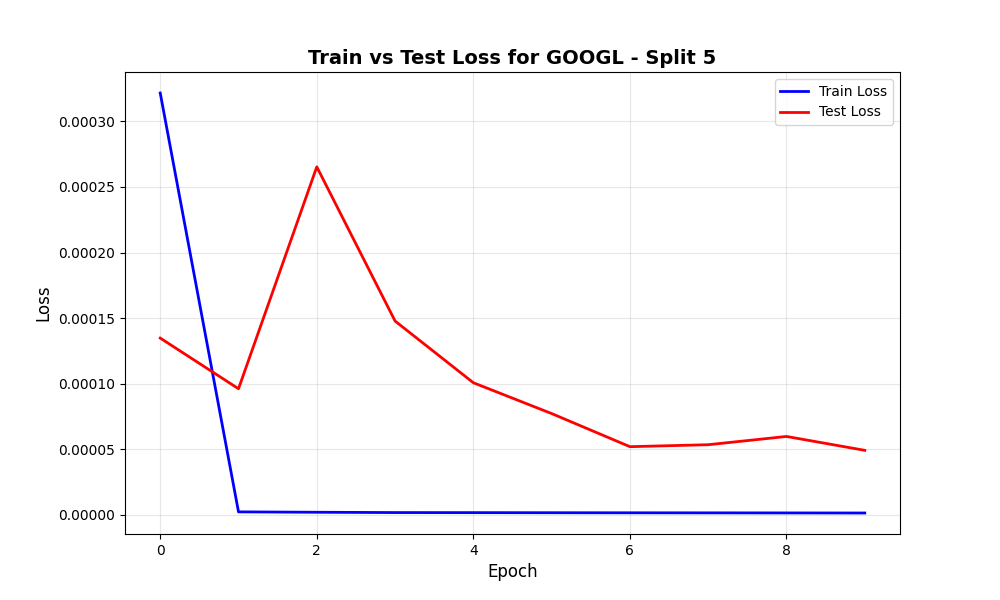 Train vs Test Loss for GOOGL - Split 5
Train Loss
Test Loss
0.00030
0.00025
0.00020
0.00015
0.00010
0.00005
0.00000
Loss
0 2 4 6 8
Epoch